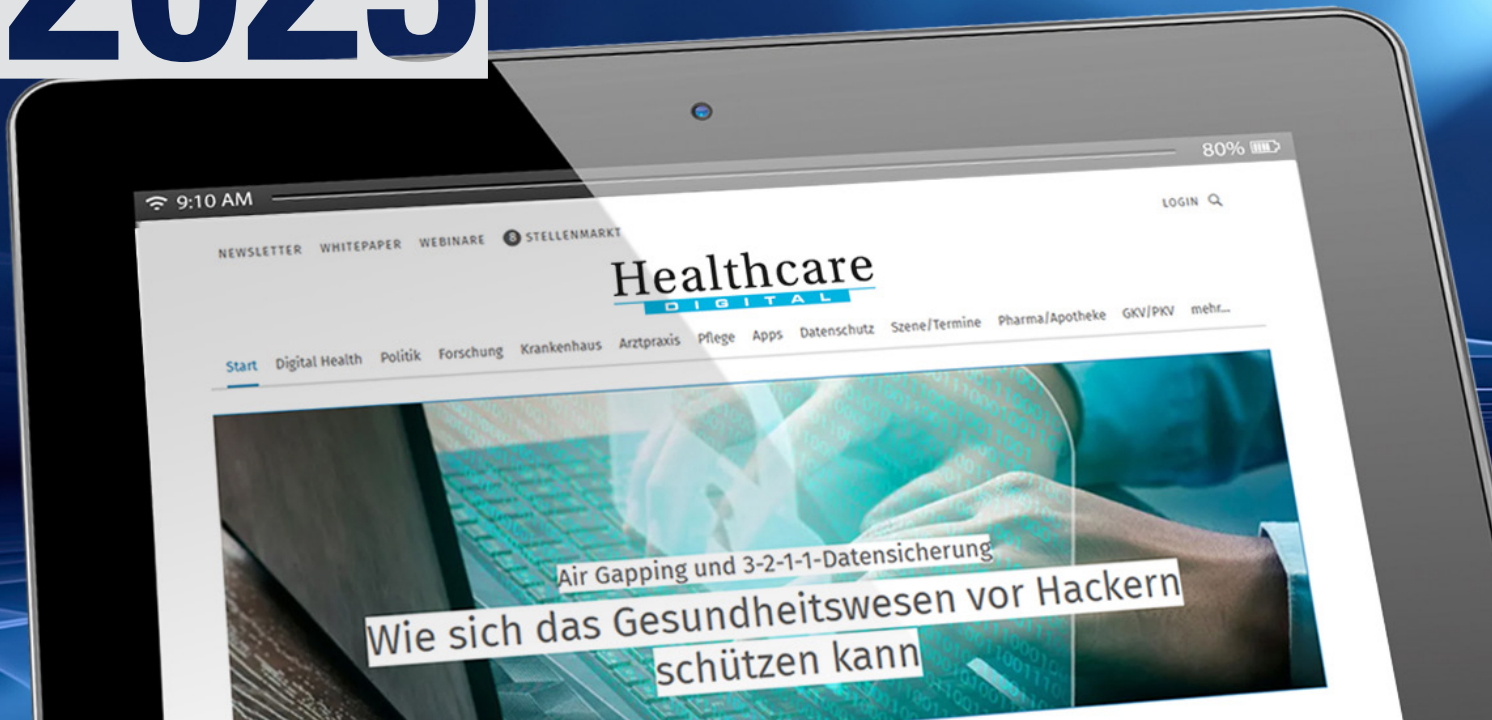 2025
9:10 AM
80%
LOGIN
NEWSLETTER WHITEPAPER WEBINARE 8 STELLENMARKT
Healthcare
DIGITAL
Start Digital Health Politik Forschung Krankenhaus Arztpraxis Pflege Apps Datenschutz Szene/Termine Pharma/Apotheke GKV/PKV mehr...
Air Gapping und 3-2-1-1-Datensicherung
Wie sich das Gesundheitswesen vor Hackern
schützen kann